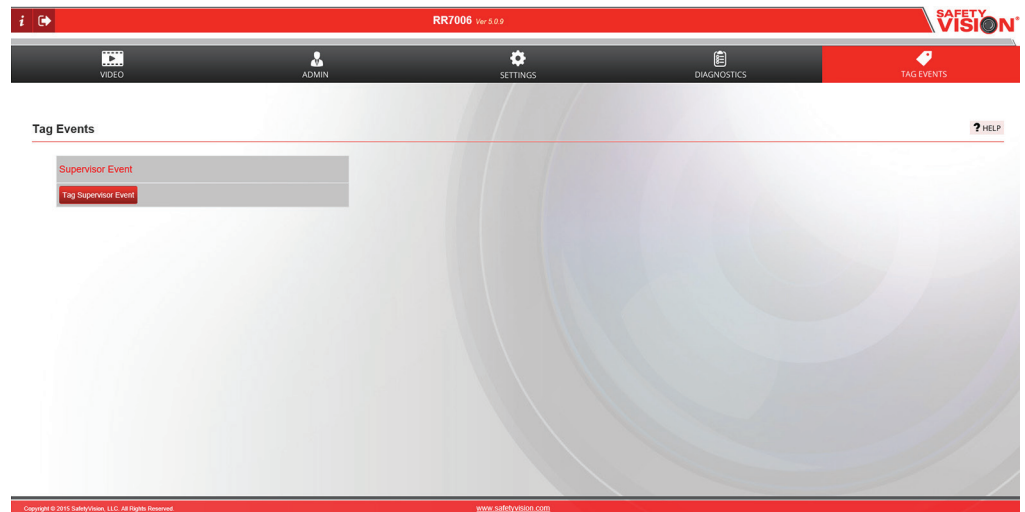 i
RR7006 Ver 5.0.9
SAFETY
VISION®
VIDEO
ADMIN
SETTINGS
DIAGNOSTICS
TAG EVENTS
Tag Events
? HELP
Supervisor Event
Tag Supervisor Event
Copyright © 2015 SafetyVision, LLC. All Rights Reserved
www.safetyvision.com